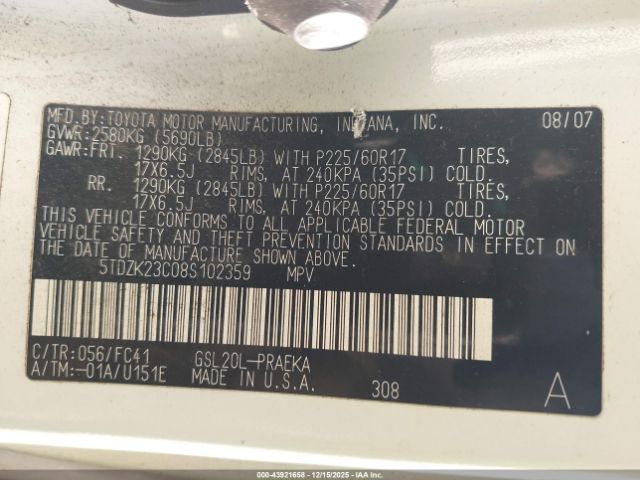 MFD.BY:TOYOTA MOTOR MANUFACTURING, INDIANA, INC. 08/07
GVWR:2580KG (5690LB)
GAWR:FRT. 1290KG (2845LB) WITH P225/60R17 TIRES,
17X6.5J RIMS, AT 240KPA (35PSI) COLD.
RR. 1290KG (2845LB) WITH P225/60R17 TIRES,
17X6.5J RIMS, AT 240KPA (35PSI) COLD.
THIS VEHICLE CONFORMS TO ALL APPLICABLE FEDERAL MOTOR
VEHICLE SAFETY AND THEFT PREVENTION STANDARDS IN EFFECT ON
THE DATE OF MANUFACTURE SHOWN ABOVE.
5TDZK23C08S102359 MPV
C/TR:056/FC41 GSL20L-PRAEKA
A/TM:-01A/U151E MADE IN U.S.A. 308 A
000-43921658 - 12/15/2025 - IAAI.COM